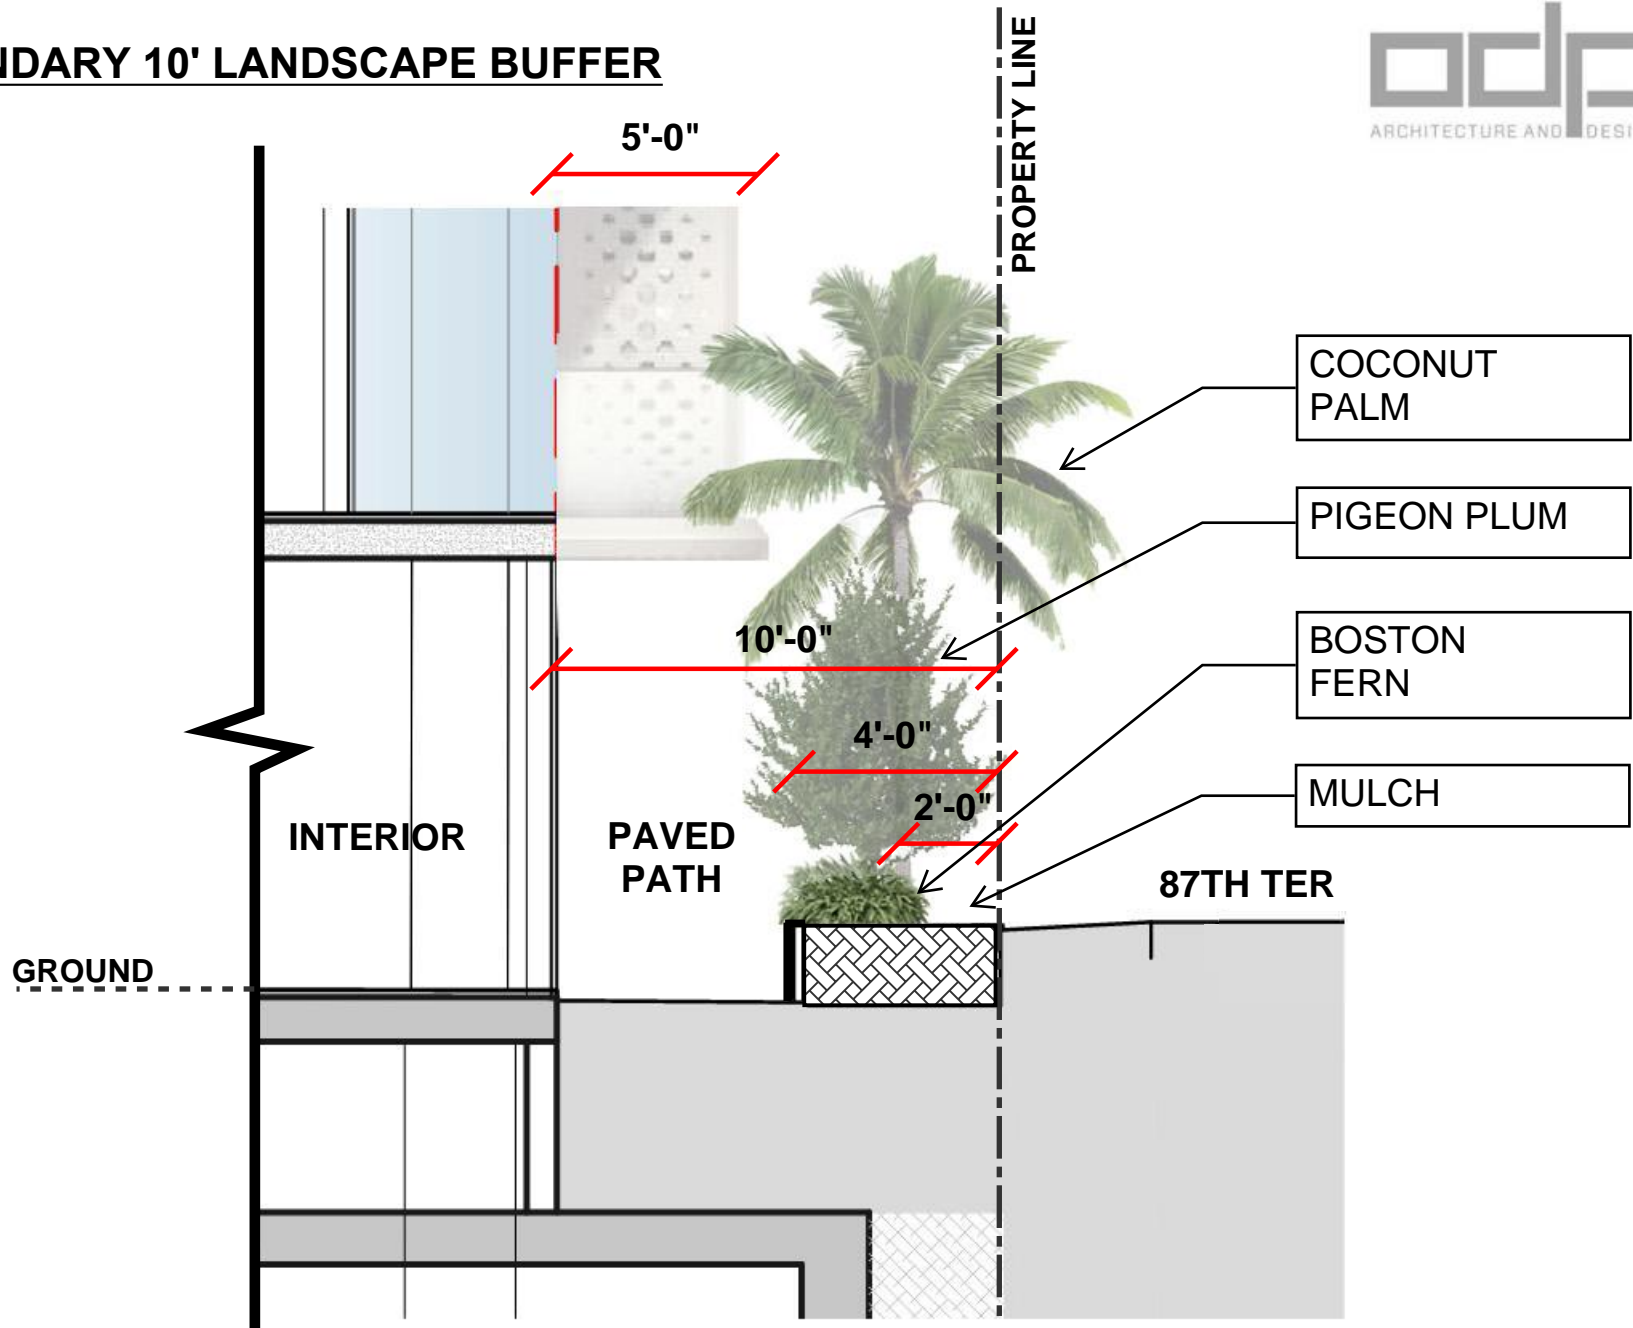 NDARY 10' LANDSCAPE BUFFER
odp
ARCHITECTURE AND DESI
PROPERTY LINE
5'-0"
COCONUT
PALM
PIGEON PLUM
10'-0"
BOSTON
FERN
4'-0"
2'-0"
MULCH
INTERIOR
PAVED
PATH
87TH TER
GROUND